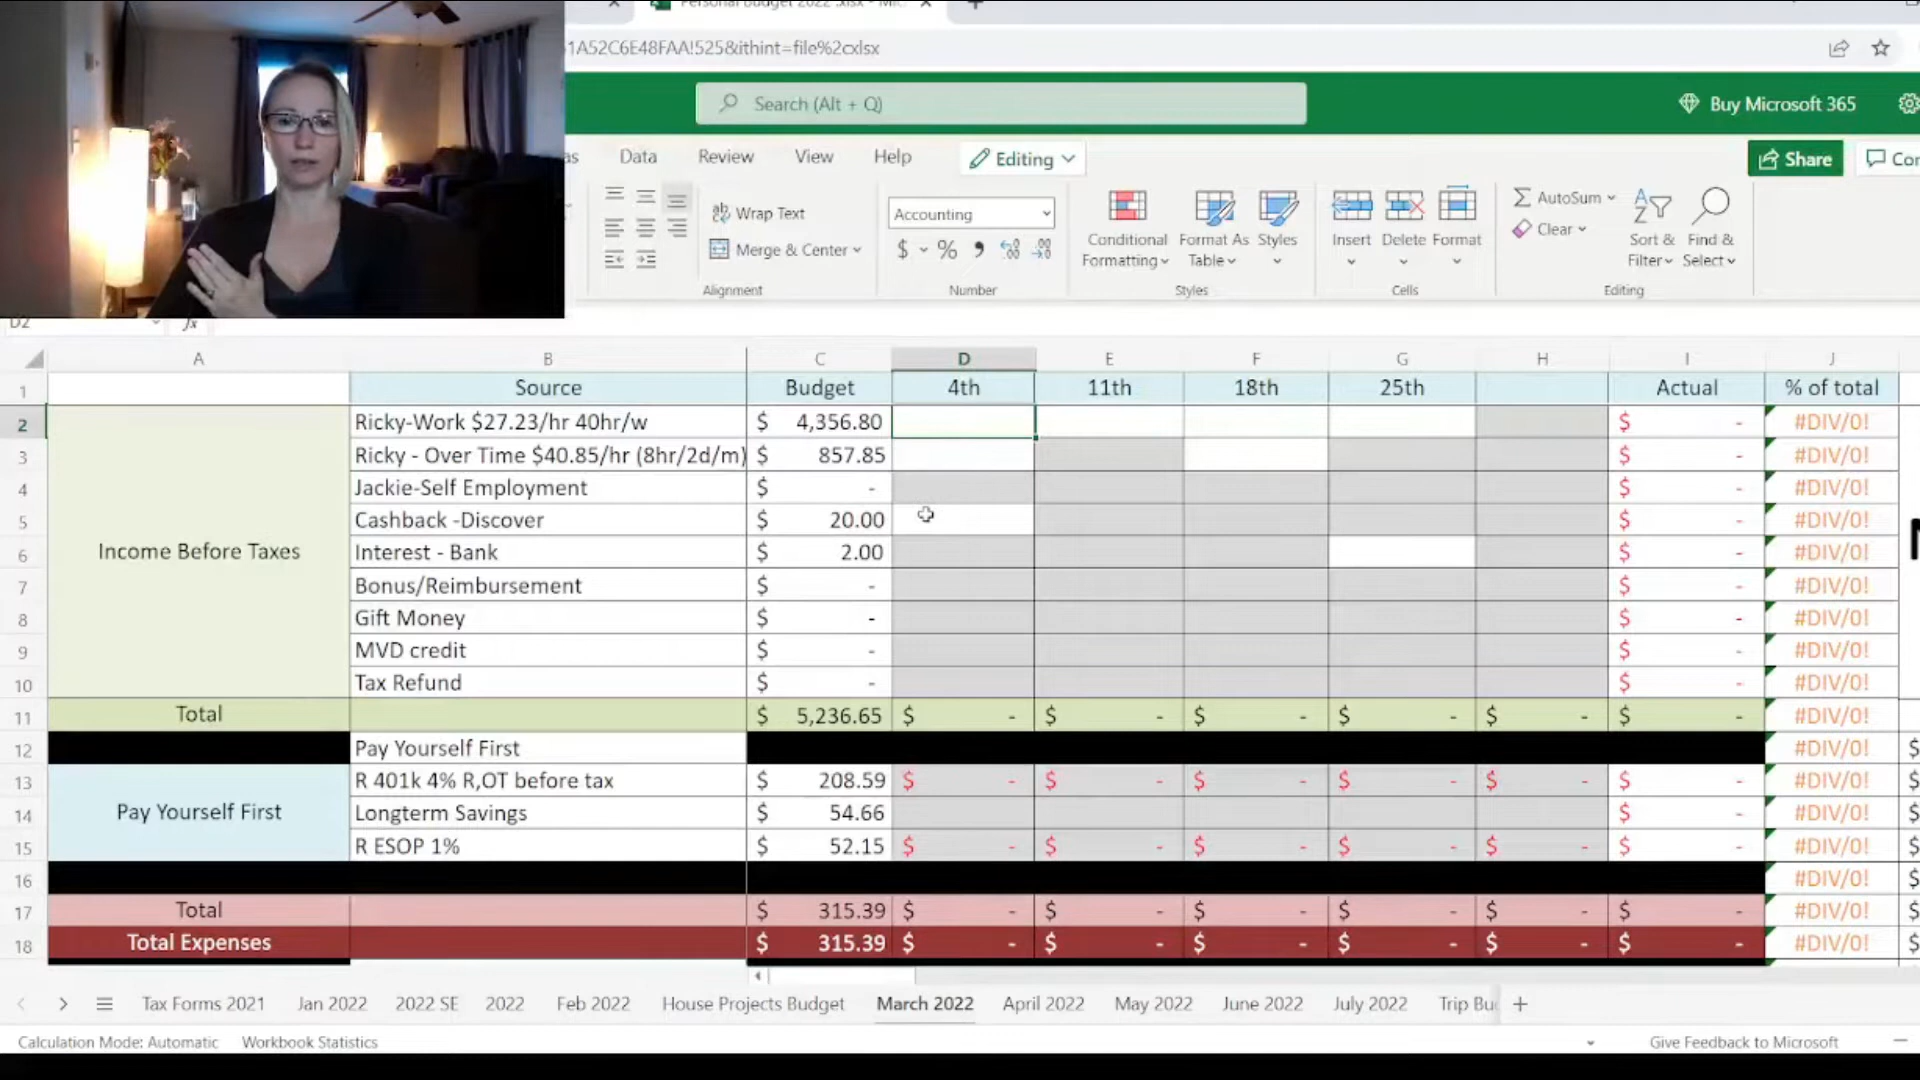 Personal Budget 2022 .xlsx - Mic
51A52C6E48FAA!525&ithint=file%2cxlsx
Search (Alt + Q)
Buy Microsoft 365
Data Review View Help Editing
Share
Wrap Text
Merge & Center
Alignment
Accounting
$ % 9
Number
Conditional Formatting
Format As Table
Styles
Styles
Insert Delete Format
Cells
AutoSum
Clear
Sort & Filter
Find & Select
Editing
D2 fx
A B C D E F G H I J
1 Source Budget 4th 11th 18th 25th Actual % of total
2 Ricky-Work $27.23/hr 40hr/w $ 4,356.80 $ - #DIV/0!
3 Ricky - Over Time $40.85/hr (8hr/2d/m) $ 857.85 $ - #DIV/0!
4 Jackie-Self Employment $ - $ - #DIV/0!
5 Cashback -Discover $ 20.00 $ - #DIV/0!
Income Before Taxes
6 Interest - Bank $ 2.00 $ - #DIV/0!
7 Bonus/Reimbursement $ - $ - #DIV/0!
8 Gift Money $ - $ - #DIV/0!
9 MVD credit $ - $ - #DIV/0!
10 Tax Refund $ - $ - #DIV/0!
11 Total $ 5,236.65 $ - $ - $ - $ - $ - $ - #DIV/0!
12 Pay Yourself First #DIV/0! $
13 R 401k 4% R,OT before tax $ 208.59 $ - $ - $ - $ - $ - $ - #DIV/0! $
14 Pay Yourself First Longterm Savings $ 54.66 $ - #DIV/0! $
15 R ESOP 1% $ 52.15 $ - $ - $ - $ - $ - $ - #DIV/0! $
16 #DIV/0! $
17 Total $ 315.39 $ - $ - $ - $ - $ - $ - #DIV/0! $
18 Total Expenses $ 315.39 $ - $ - $ - $ - $ - $ - #DIV/0! $
Tax Forms 2021 Jan 2022 2022 SE 2022 Feb 2022 House Projects Budget March 2022 April 2022 May 2022 June 2022 July 2022 Trip Bu
Calculation Mode: Automatic Workbook Statistics Give Feedback to Microsoft